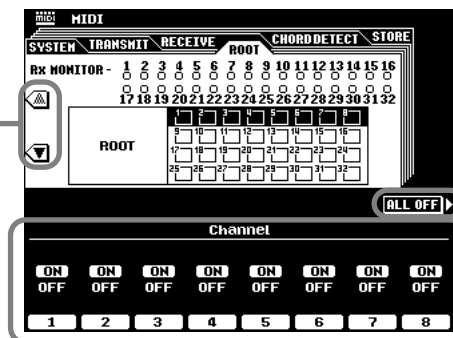 MIDI MIDI
SYSTEM TRANSMIT RECEIVE ROOT CHORD DETECT STORE
RX MONITOR - 1 2 3 4 5 6 7 8 9 10 11 12 13 14 15 16
17 18 19 20 21 22 23 24 25 26 27 28 29 30 31 32
1 2 3 4 5 6 7 8
ROOT
9 10 11 12 13 14 15 16
17 18 19 20 21 22 23 24
25 26 27 28 29 30 31 32
ALL OFF
Channel
ON ON ON ON ON ON ON ON
OFF OFF OFF OFF OFF OFF OFF OFF
1 2 3 4 5 6 7 8